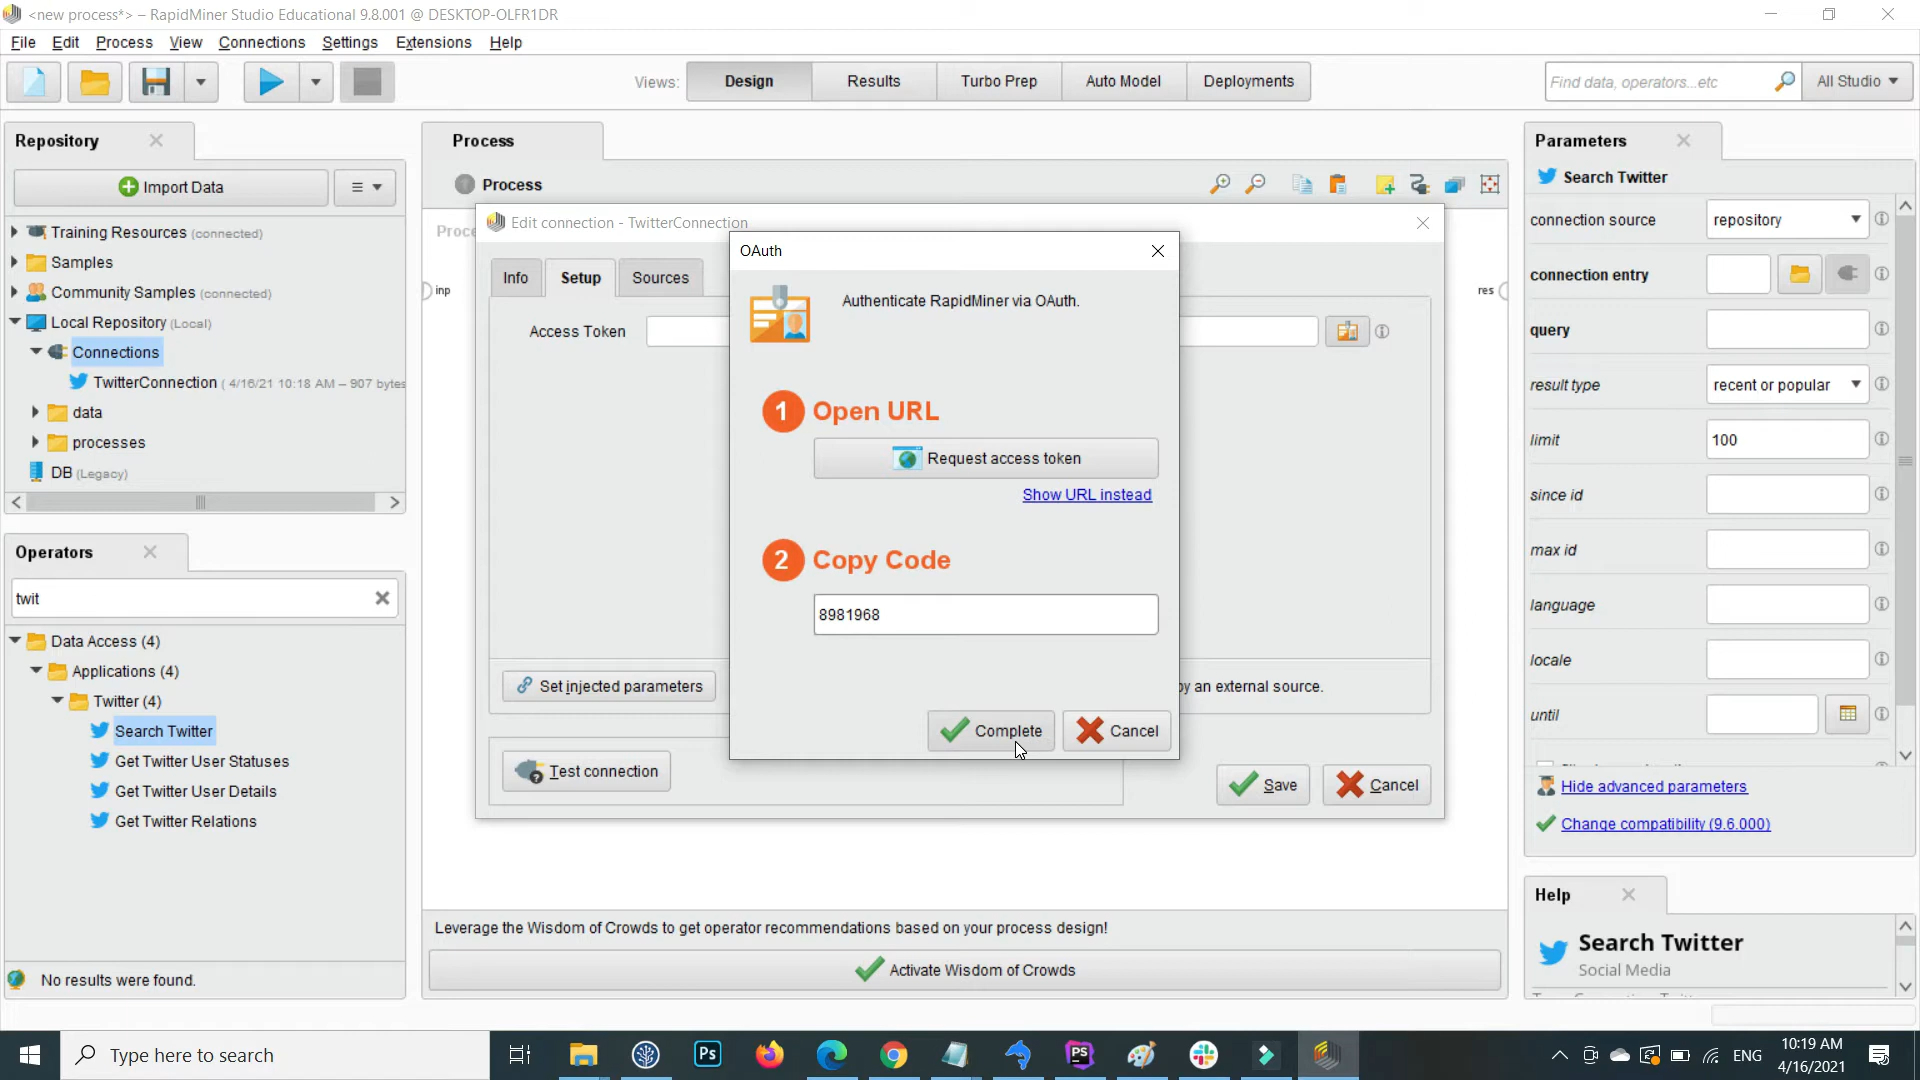 <new process*> – RapidMiner Studio Educational 9.8.001 @ DESKTOP-OLFR1DR
File Edit Process View Connections Settings Extensions Help
Views: Design Results Turbo Prep Auto Model Deployments
Find data, operators...etc
All Studio
Repository
Import Data
Training Resources (connected)
Samples
Community Samples (connected)
Local Repository (Local)
Connections
TwitterConnection ( 4/16/21 10:18 AM – 907 bytes
data
processes
DB (Legacy)
Operators
twit
Data Access (4)
Applications (4)
Twitter (4)
Search Twitter
Get Twitter User Statuses
Get Twitter User Details
Get Twitter Relations
No results were found.
Process
Process
inp
res
Edit connection - TwitterConnection
Info Setup Sources
Access Token
Set injected parameters
by an external source.
Test connection
Save Cancel
OAuth
Authenticate RapidMiner via OAuth.
1 Open URL
Request access token
Show URL instead
2 Copy Code
8981968
Complete Cancel
Leverage the Wisdom of Crowds to get operator recommendations based on your process design!
Activate Wisdom of Crowds
Parameters
Search Twitter
connection source repository
connection entry
query
result type recent or popular
limit 100
since id
max id
language
locale
until
Hide advanced parameters
Change compatibility (9.6.000)
Help
Search Twitter
Social Media
Type here to search
Ps
PS
ENG
10:19 AM
4/16/2021